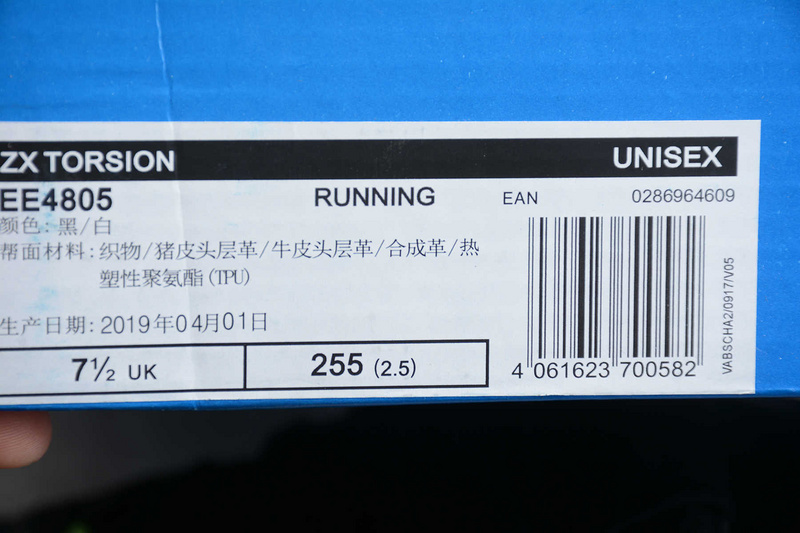 ZX TORSION UNISEX
EE4805 RUNNING EAN 0286964609
颜色: 黑/白
帮面材料: 织物/猪皮头层革/牛皮头层革/合成革/热
塑性聚氨酯(TPU)
生产日期: 2019年04月01日
7½ UK 255 (2.5)
4 061623 700582
VABSCHA2/0917/V05